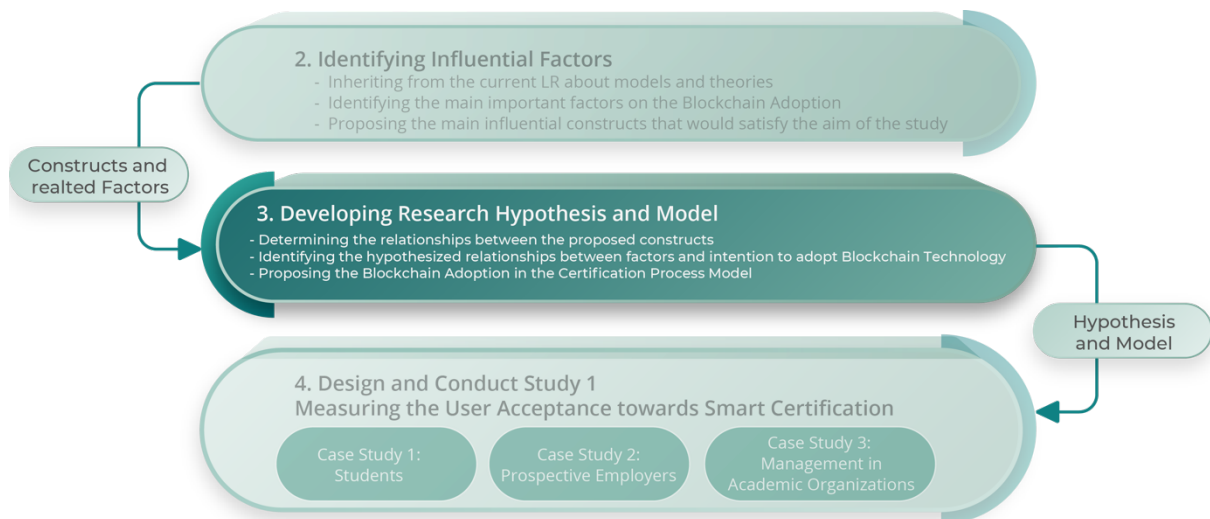 2. Identifying Influential Factors
- Inheriting from the current LR about models and theories
- Identifying the main important factors on the Blockchain Adoption
- Proposing the main influential constructs that would satisfy the aim of the study
Constructs and
realted Factors
3. Developing Research Hypothesis and Model
- Determining the relationships between the proposed constructs
- Identifying the hypothesized relationships between factors and intention to adopt Blockchain Technology
- Proposing the Blockchain Adoption in the Certification Process Model
Hypothesis
and Model
4. Design and Conduct Study 1
Measuring the User Acceptance towards Smart Certification
Case Study 1:
Students
Case Study 2:
Prospective Employers
Case Study 3:
Management in
Academic Organizations